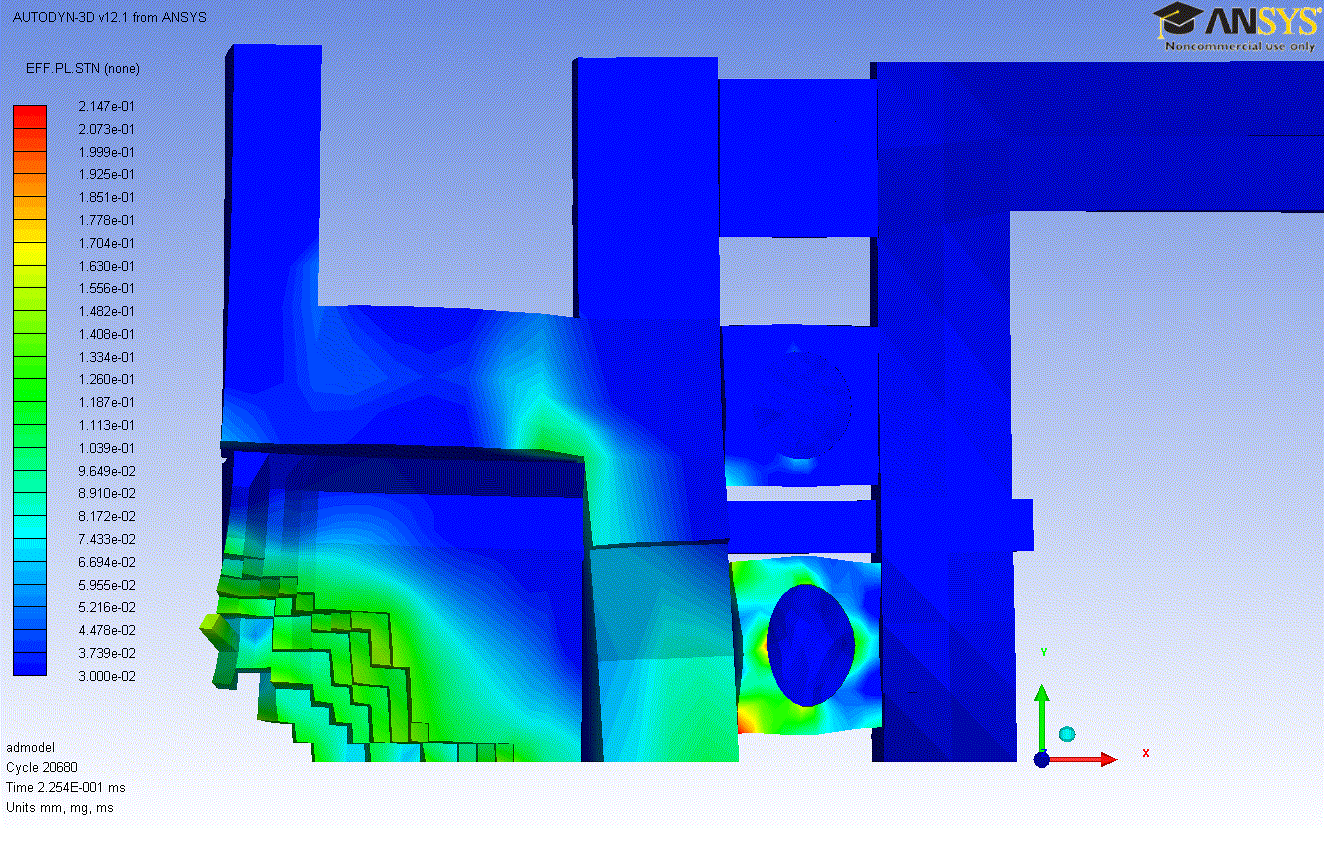 AUTODYN-3D v12.1 from ANSYS
ANSYS
Noncommercial use only
EFF.PL.STN (none)
2.147e-01
2.073e-01
1.999e-01
1.925e-01
1.851e-01
1.778e-01
1.704e-01
1.630e-01
1.556e-01
1.482e-01
1.408e-01
1.334e-01
1.260e-01
1.187e-01
1.113e-01
1.039e-01
9.649e-02
8.910e-02
8.172e-02
7.433e-02
6.694e-02
5.955e-02
5.216e-02
4.478e-02
3.739e-02
3.000e-02
Y
X
admodel
Cycle 20680
Time 2.254E-001 ms
Units mm, mg, ms